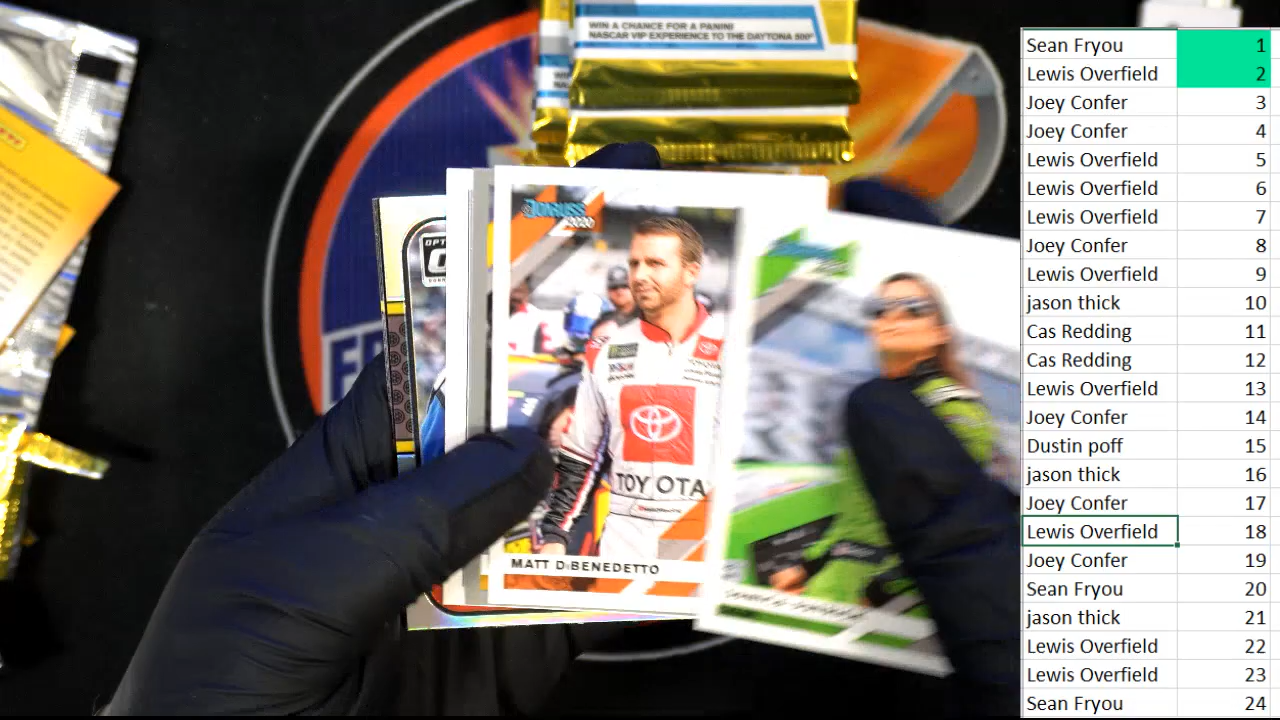 WIN A CHANCE FOR A PANINI
NASCAR VIP EXPERIENCE TO THE DAYTONA 500
DONRUSS
2020
TOYOTA
MATT DiBENEDETTO
Sean Fryou 1
Lewis Overfield 2
Joey Confer 3
Joey Confer 4
Lewis Overfield 5
Lewis Overfield 6
Lewis Overfield 7
Joey Confer 8
Lewis Overfield 9
jason thick 10
Cas Redding 11
Cas Redding 12
Lewis Overfield 13
Joey Confer 14
Dustin poff 15
jason thick 16
Joey Confer 17
Lewis Overfield 18
Joey Confer 19
Sean Fryou 20
jason thick 21
Lewis Overfield 22
Lewis Overfield 23
Sean Fryou 24